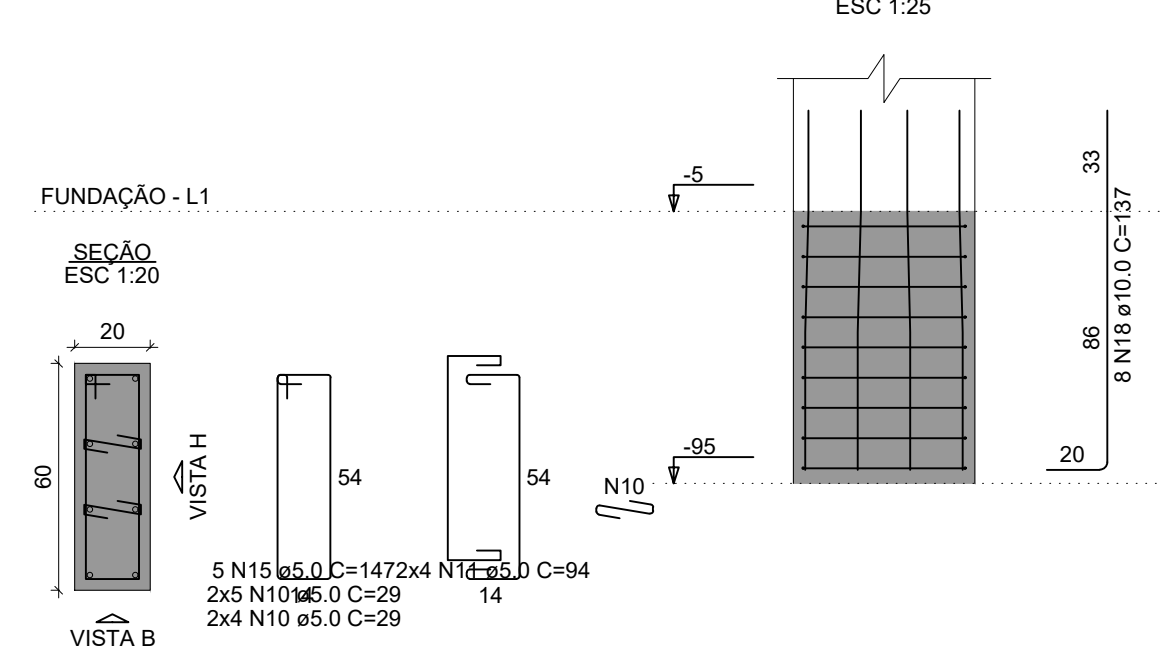 ESC 1:25
FUNDAÇÃO - L1
-5
33
SEÇÃO
ESC 1:20
20
60
VISTA H
54
54
N10
-95
86
8 N18 ø10.0 C=137
20
5 N15 ø5.0 C=147
2x4 N11 ø5.0 C=94
2x5 N10 ø5.0 C=29
14
14
2x4 N10 ø5.0 C=29
VISTA B